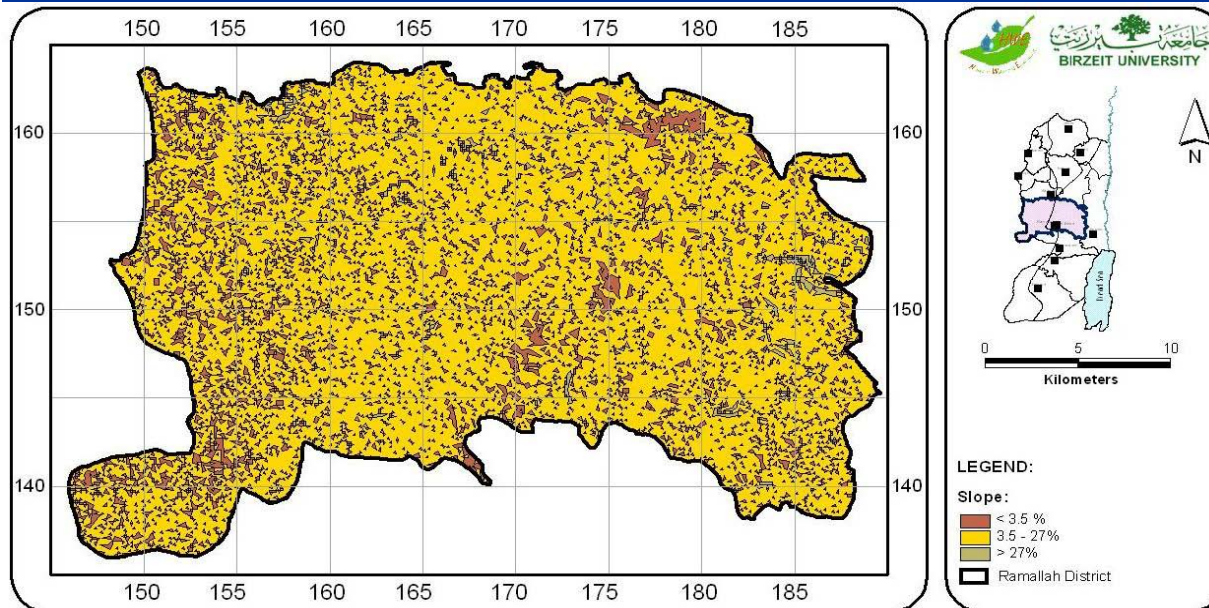 150 155 160 165 170 175 180 185
160 160
150 150
140 140
150 155 160 165 170 175 180 185
جامعة بيرزيت
BIRZEIT UNIVERSITY
N
Dead Sea
0 5 10
Kilometers
LEGEND:
Slope:
< 3.5 %
3.5 - 27%
> 27%
Ramallah District